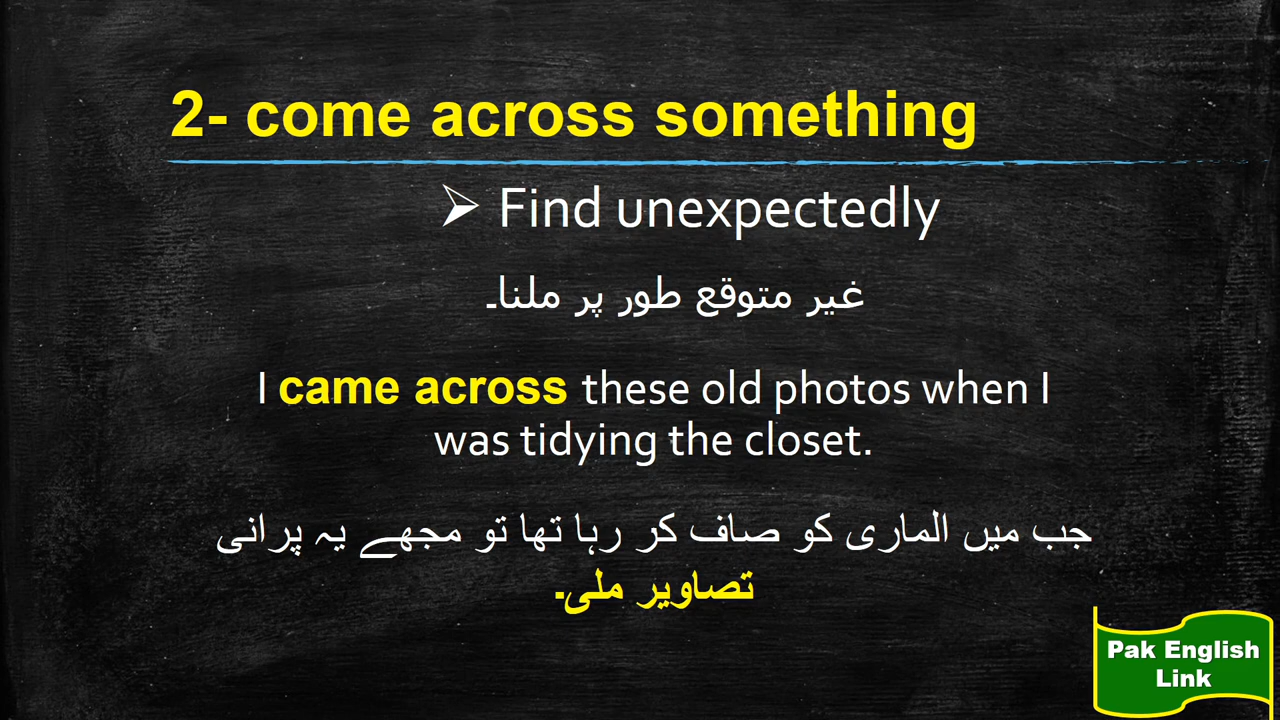 2- come across something
➢ Find unexpectedly
غیر متوقع طور پر ملنا۔
I came across these old photos when I
was tidying the closet.
جب میں الماری کو صاف کر رہا تھا تو مجھے یہ پرانی
تصاویر ملی۔
Pak English
Link